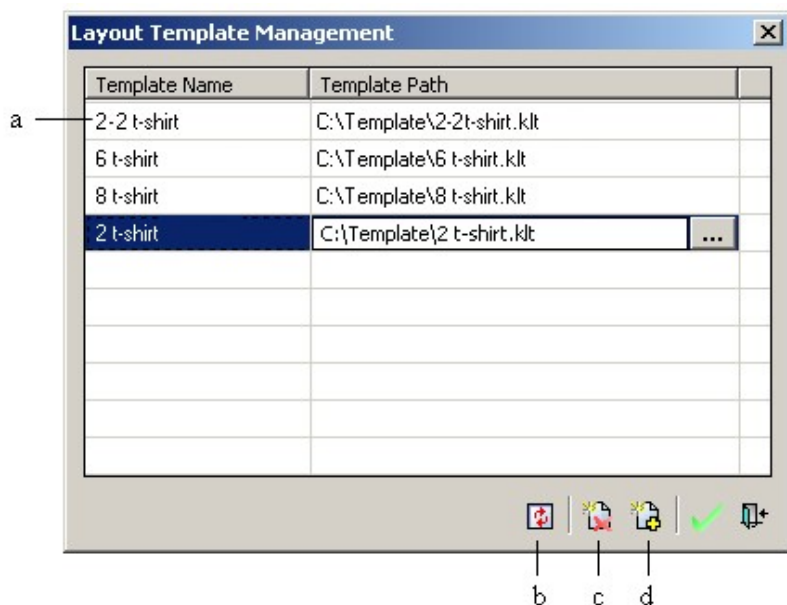 Layout Template Management
Template Name Template Path
a 2-2 t-shirt C:\Template\2-2t-shirt.klt
6 t-shirt C:\Template\6 t-shirt.klt
8 t-shirt C:\Template\8 t-shirt.klt
2 t-shirt C:\Template\2 t-shirt.klt ...
b c d